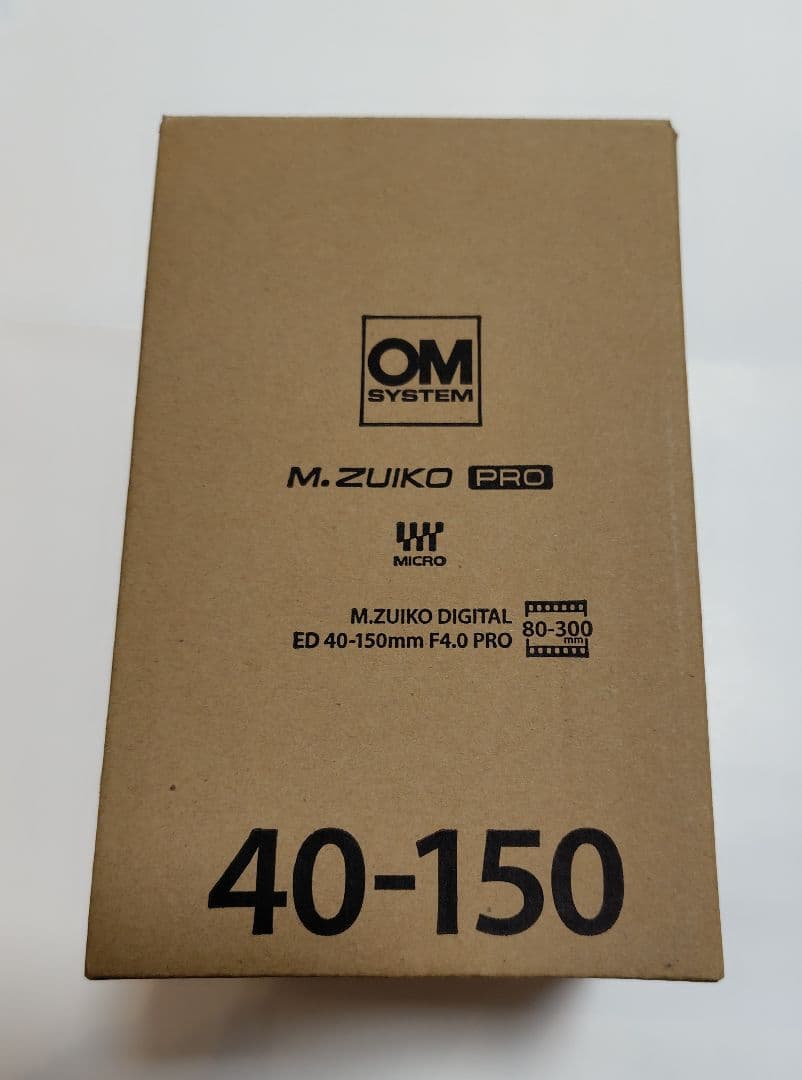 OM
SYSTEM
M.ZUIKO PRO
MICRO
M.ZUIKO DIGITAL
ED 40-150mm F4.0 PRO
80-300
mm
40-150